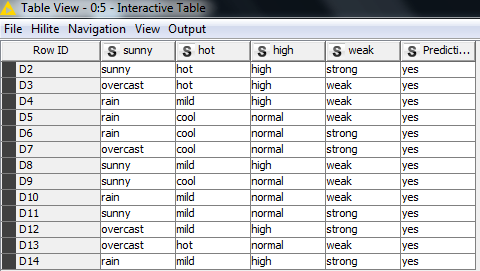 Table View - 0:5 - Interactive Table
File Hilite Navigation View Output
Row ID S sunny S hot S high S weak S Predicti...
D2 sunny hot high strong yes
D3 overcast hot high weak yes
D4 rain mild high weak yes
D5 rain cool normal weak yes
D6 rain cool normal strong yes
D7 overcast cool normal strong yes
D8 sunny mild high weak yes
D9 sunny cool normal weak yes
D10 rain mild normal weak yes
D11 sunny mild normal strong yes
D12 overcast mild high strong yes
D13 overcast hot normal weak yes
D14 rain mild high strong yes